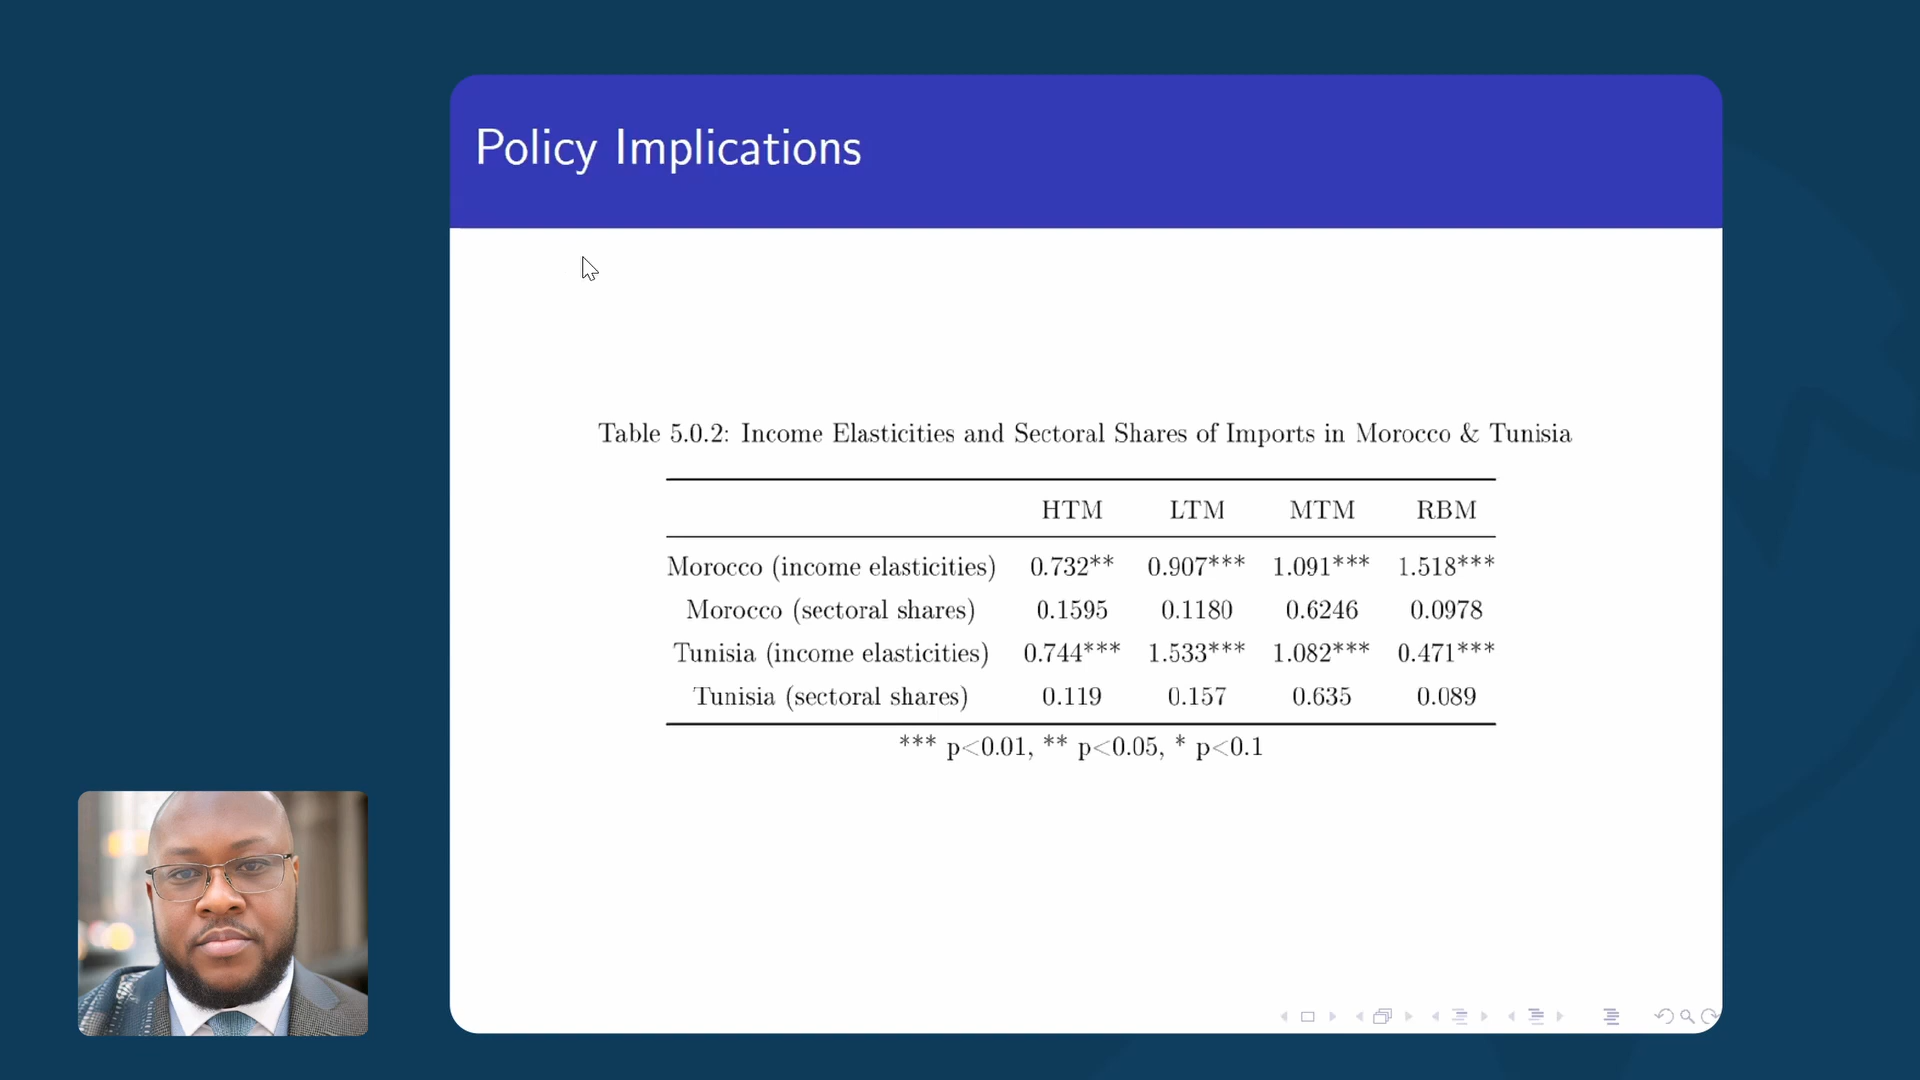 Policy Implications
Table 5.0.2: Income Elasticities and Sectoral Shares of Imports in Morocco & Tunisia
HTM LTM MTM RBM
Morocco (income elasticities) 0.732** 0.907*** 1.091*** 1.518***
Morocco (sectoral shares) 0.1595 0.1180 0.6246 0.0978
Tunisia (income elasticities) 0.744*** 1.533*** 1.082*** 0.471***
Tunisia (sectoral shares) 0.119 0.157 0.635 0.089
*** p<0.01, ** p<0.05, * p<0.1